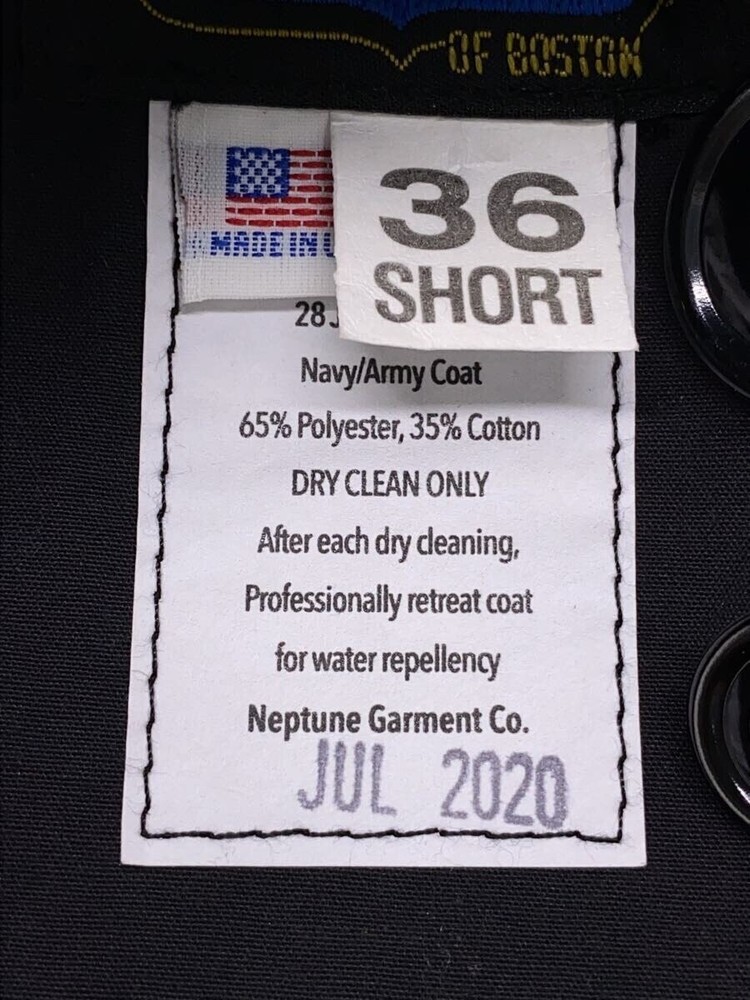 OF BOSTON
MADE IN U
36
SHORT
28J
Navy/Army Coat
65% Polyester, 35% Cotton
DRY CLEAN ONLY
After each dry cleaning,
Professionally retreat coat
for water repellency
Neptune Garment Co.
JUL 2020